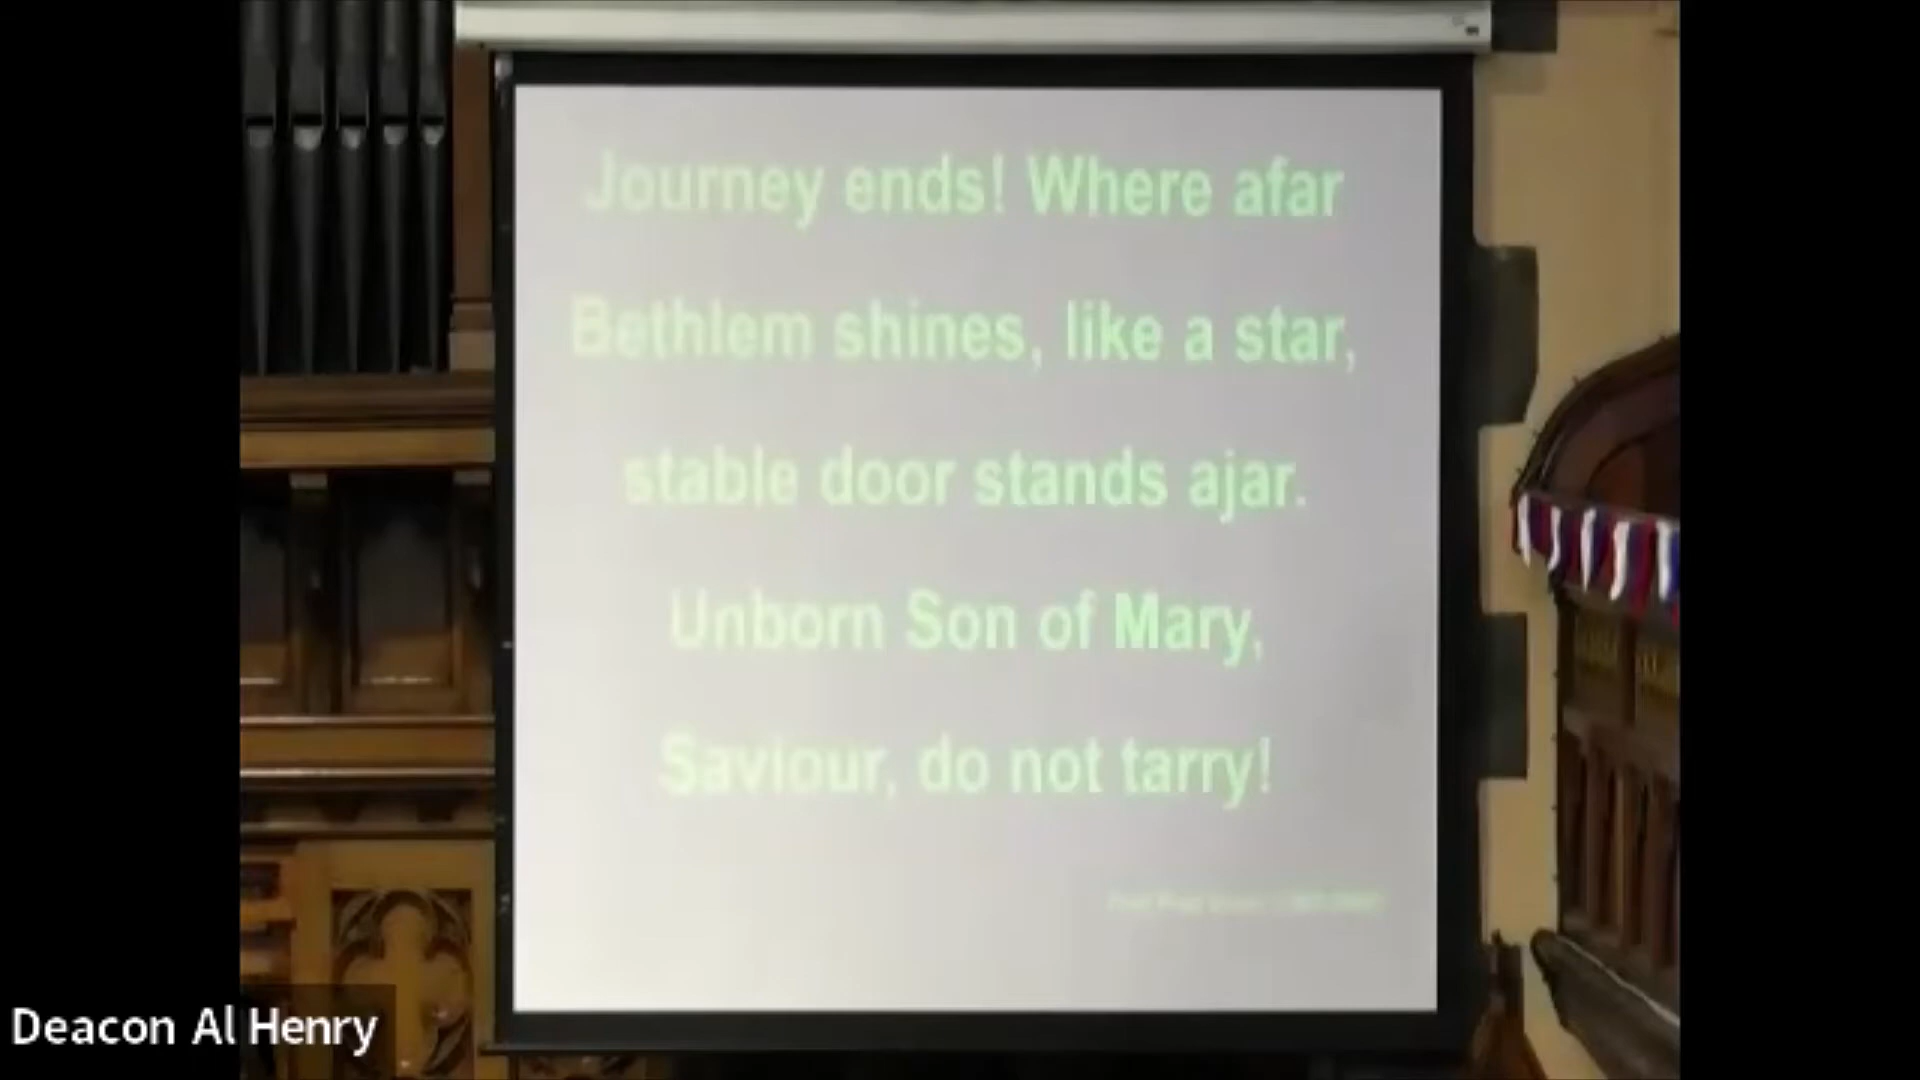 Journey ends! Where afar
Bethlem shines, like a star,
stable door stands ajar.
Unborn Son of Mary,
Saviour, do not tarry!
Deacon Al Henry